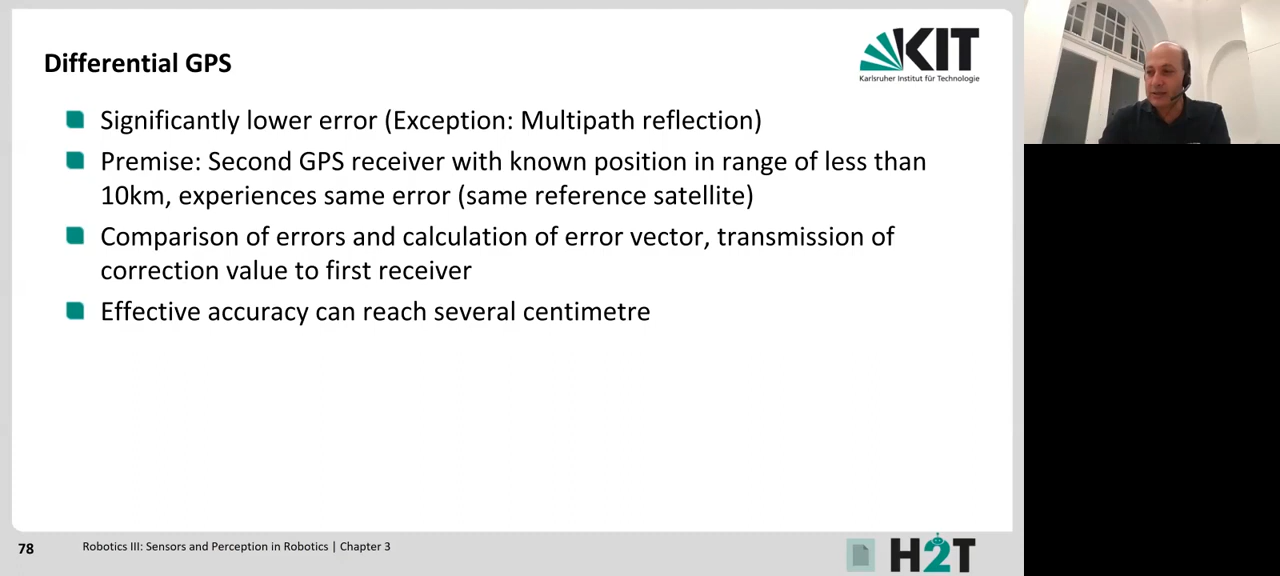 Differential GPS
KIT
Karlsruher Institut für Technologie
Significantly lower error (Exception: Multipath reflection)
Premise: Second GPS receiver with known position in range of less than
10km, experiences same error (same reference satellite)
Comparison of errors and calculation of error vector, transmission of
correction value to first receiver
Effective accuracy can reach several centimetre
78
Robotics III: Sensors and Perception in Robotics | Chapter 3
H2T